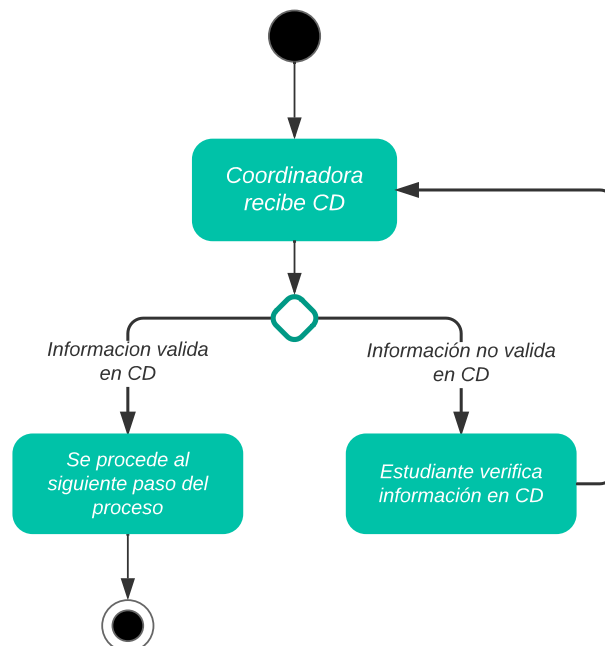 Coordinadora
recibe CD
Informacion valida
en CD
Información no valida
en CD
Se procede al
siguiente paso del
proceso
Estudiante verifica
información en CD